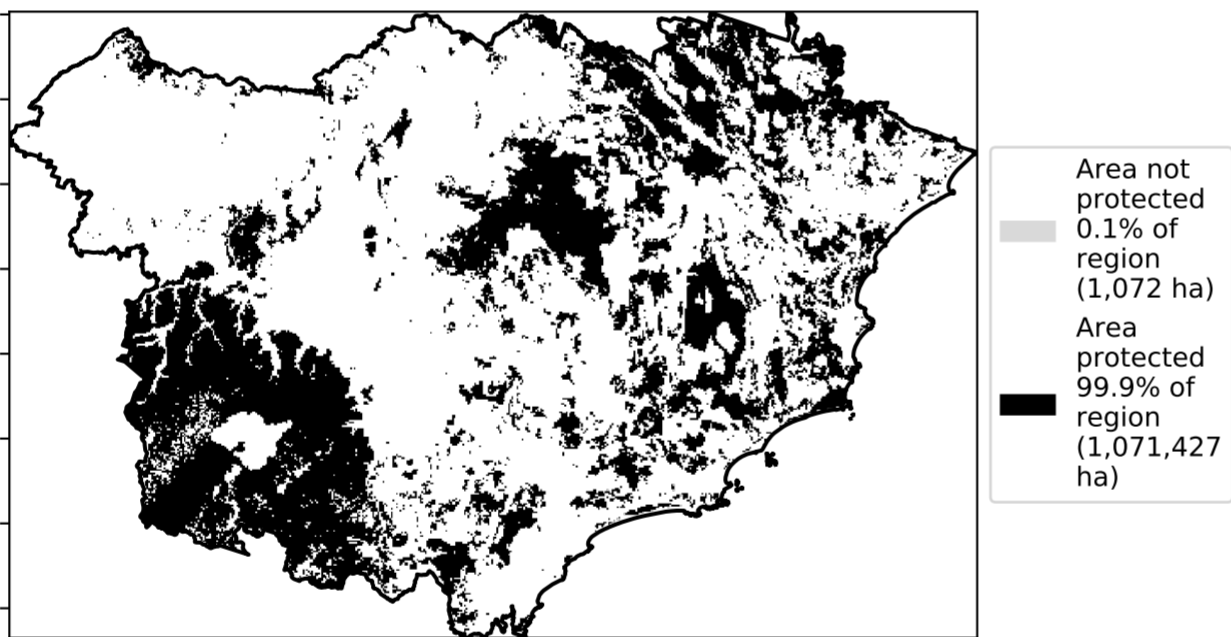 Area not
protected
0.1% of
region
(1,072 ha)
Area
protected
99.9% of
region
(1,071,427
ha)